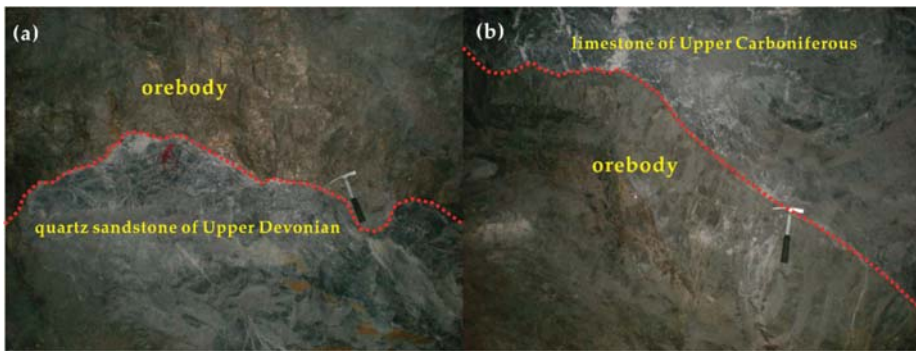 (a)
orebody
quartz sandstone of Upper Devonian
(b)
limestone of Upper Carboniferous
orebody